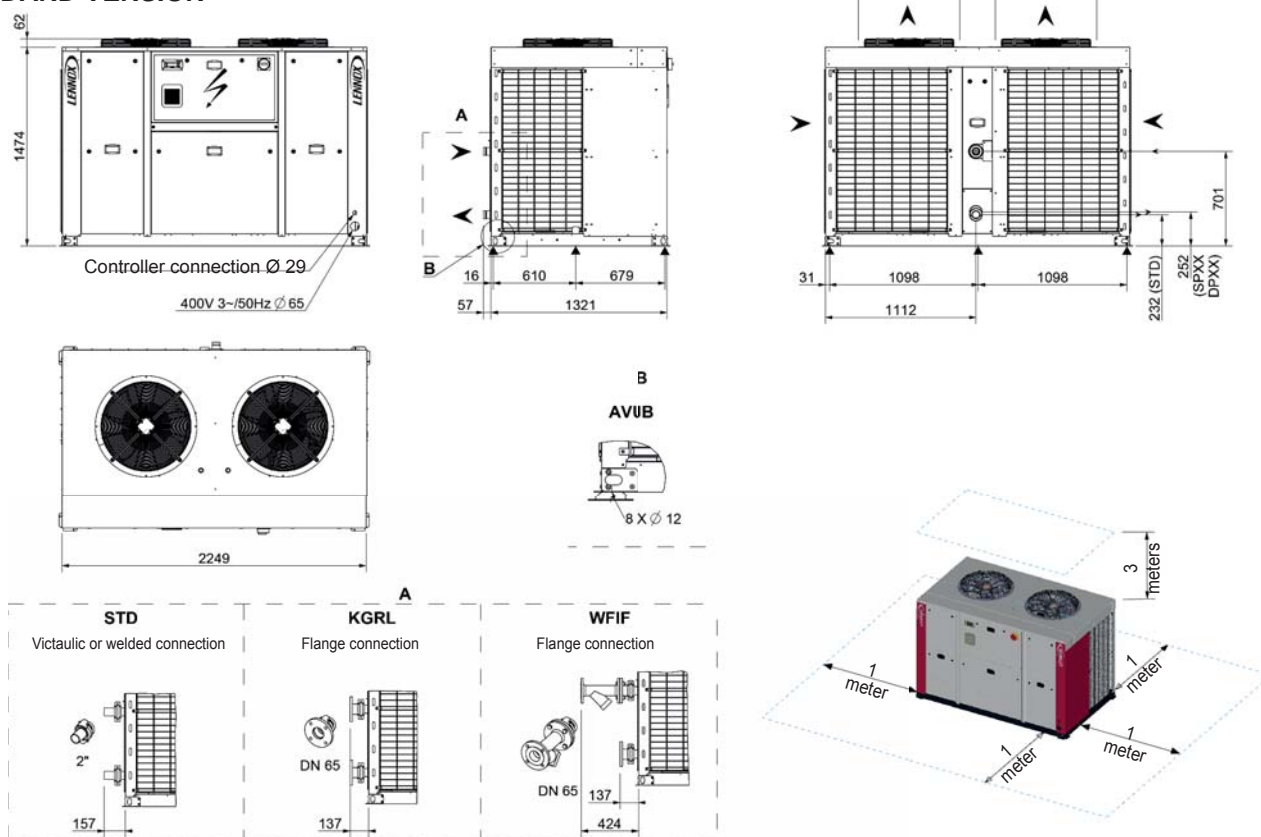 62
1474
LENNOX
LENNOX
Controller connection Ø 29
400V 3~/50Hz Ø 65
A
B
16
610
679
57
1321
31
1098
1098
1112
701
232 (STD)
252
(SPXX
DPXX)
2249
B
AVUB
8 X Ø 12
A
STD
Victaulic or welded connection
2"
157
KGRL
Flange connection
DN 65
137
WFIF
Flange connection
DN 65
137
424
3
meters
1
meter
1
meter
1
meter
1
meter